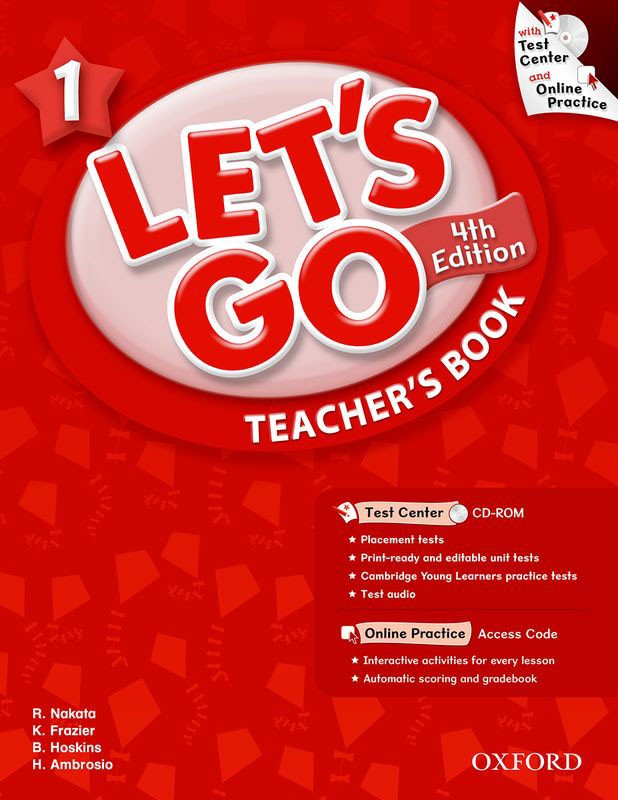 1
with
Test
Center
and
Online
Practice
LET'S
GO
4th
Edition
TEACHER'S BOOK
Test Center CD-ROM
Placement tests
Print-ready and editable unit tests
Cambridge Young Learners practice tests
Test audio
Online Practice Access Code
Interactive activities for every lesson
Automatic scoring and gradebook
R. Nakata
K. Frazier
B. Hoskins
H. Ambrosio
OXFORD